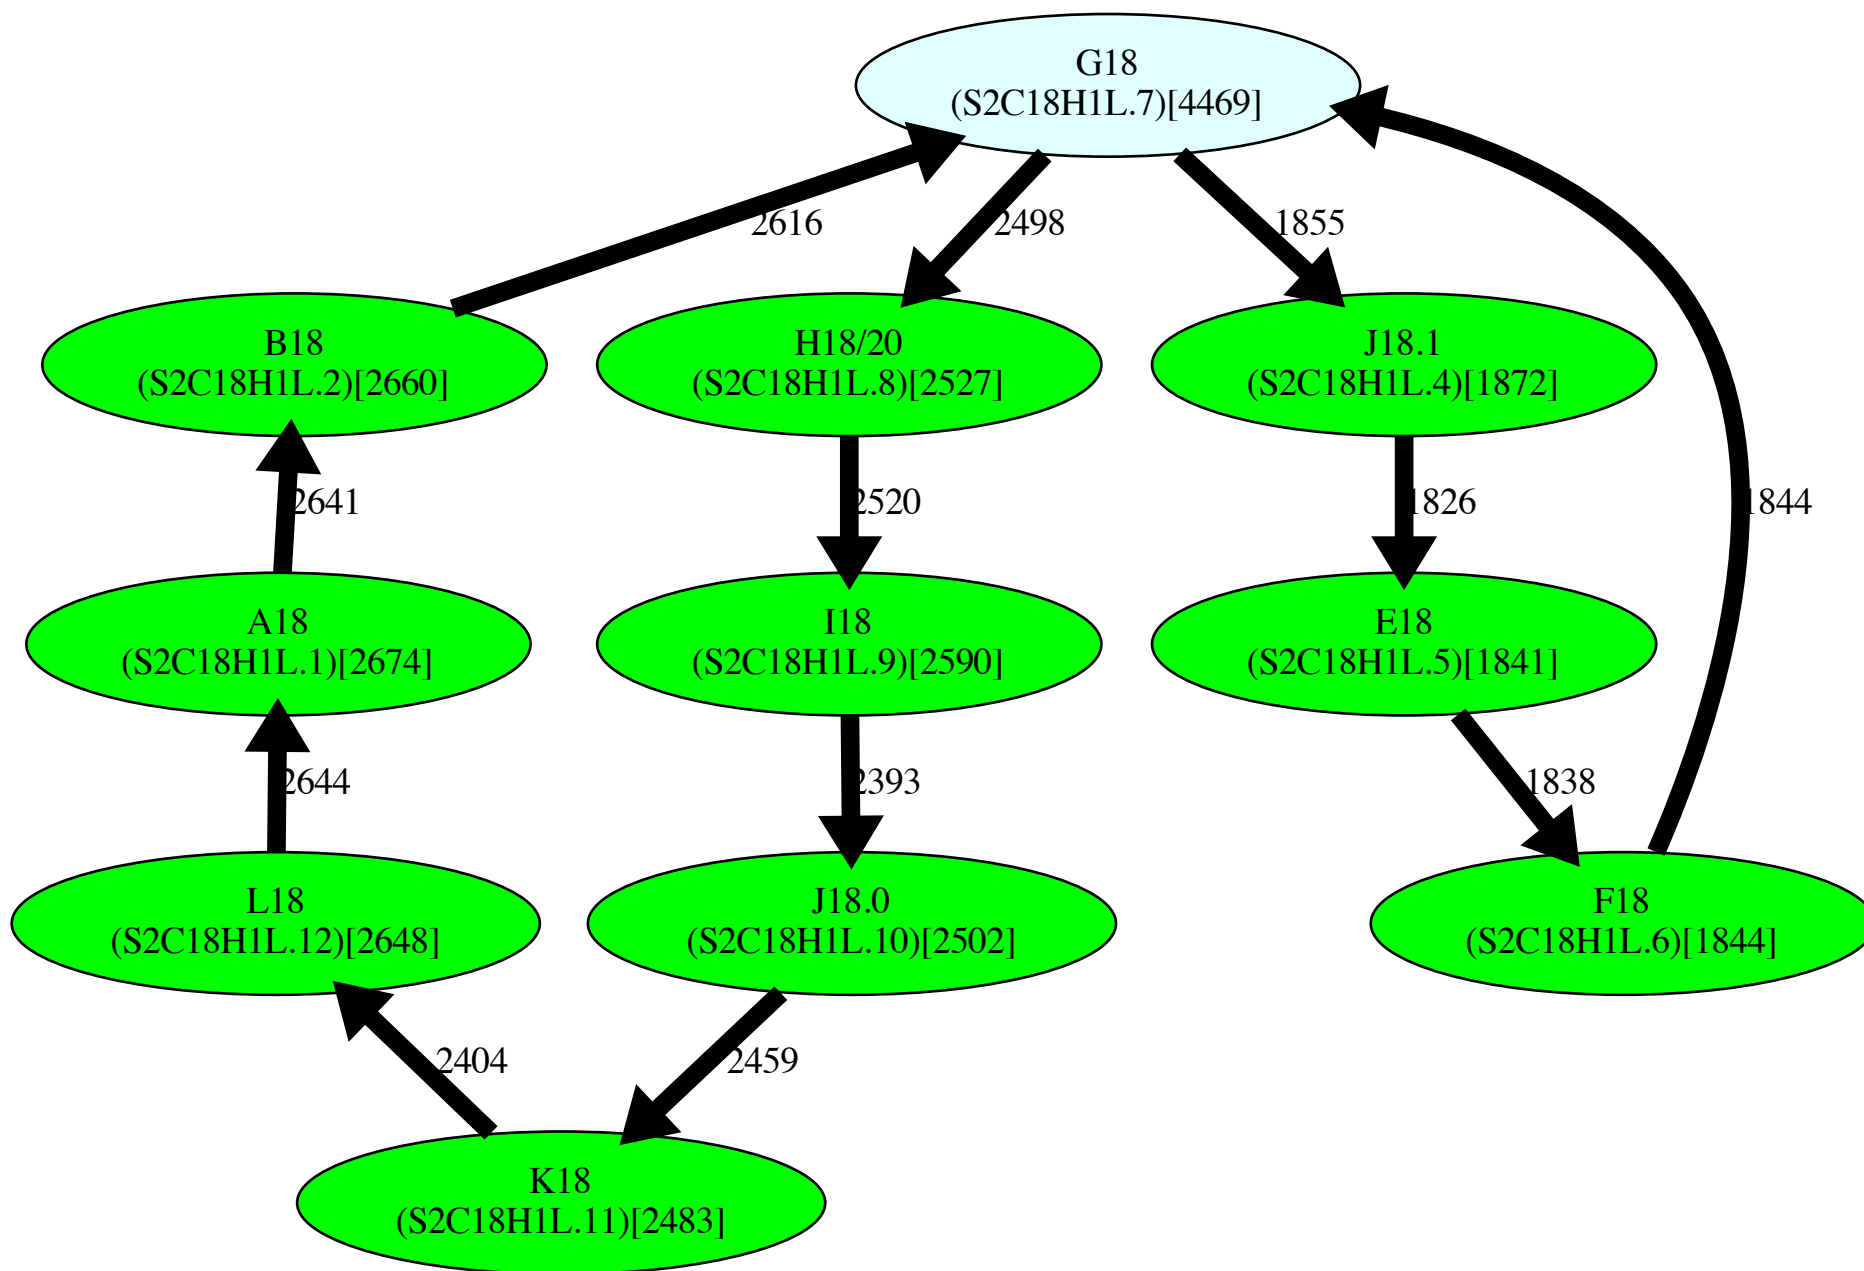 G18
(S2C18H1L.7)[4469]
2616
2498
1855
B18
(S2C18H1L.2)[2660]
H18/20
(S2C18H1L.8)[2527]
J18.1
(S2C18H1L.4)[1872]
2641
2520
1826
1844
A18
(S2C18H1L.1)[2674]
I18
(S2C18H1L.9)[2590]
E18
(S2C18H1L.5)[1841]
2644
2393
1838
L18
(S2C18H1L.12)[2648]
J18.0
(S2C18H1L.10)[2502]
F18
(S2C18H1L.6)[1844]
2404
2459
K18
(S2C18H1L.11)[2483]